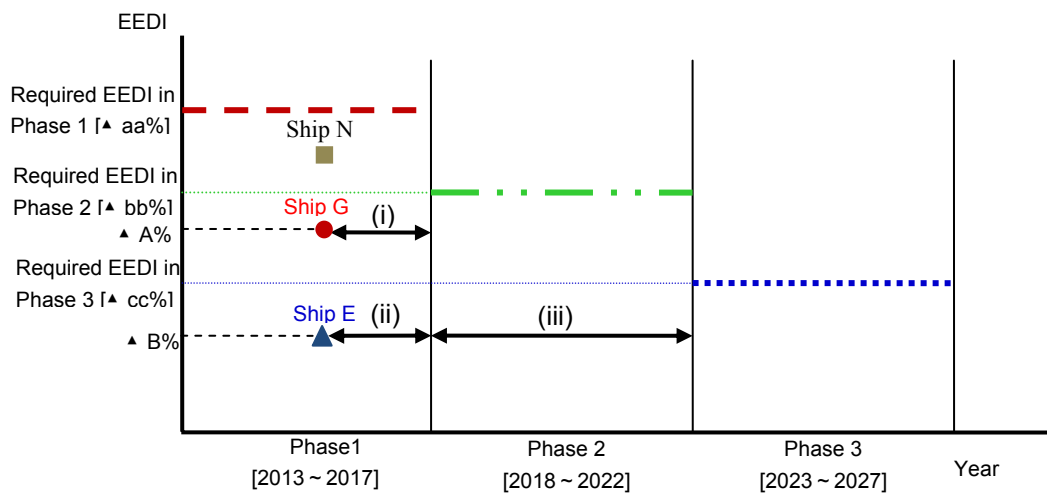 EEDI
Required EEDI in
Phase 1 [▲ aa%]
Ship N
Required EEDI in
Phase 2 [▲ bb%]
Ship G
(i)
▲ A%
Required EEDI in
Phase 3 [▲ cc%]
Ship E
(ii)
(iii)
▲ B%
Phase1
[2013 ~ 2017]
Phase 2
[2018 ~ 2022]
Phase 3
[2023 ~ 2027]
Year